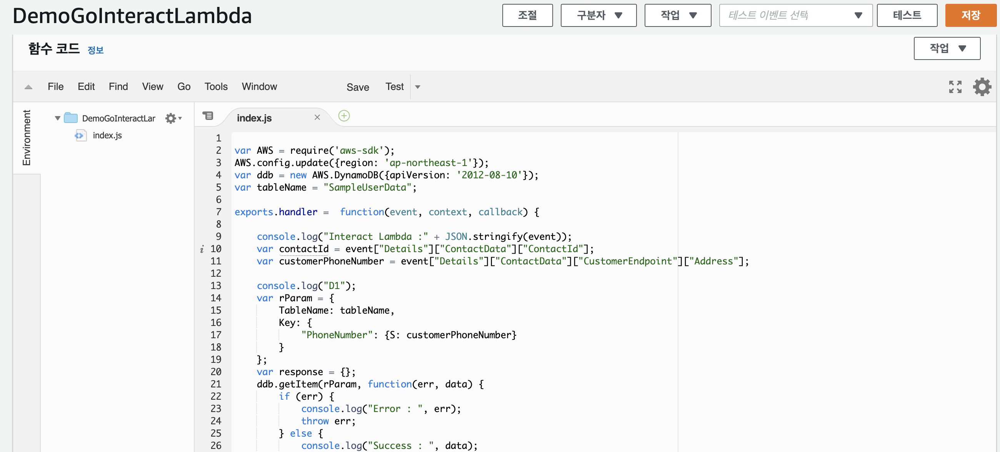 DemoGoInteractLambda
조절 구분자 작업 테스트 이벤트 선택 테스트 저장
함수 코드 정보 작업
File Edit Find View Go Tools Window Save Test
Environment
DemoGoInteractLar
index.js
index.js
1
2 var AWS = require('aws-sdk');
3 AWS.config.update({region: 'ap-northeast-1'});
4 var ddb = new AWS.DynamoDB({apiVersion: '2012-08-10'});
5 var tableName = "SampleUserData";
6
7 exports.handler =  function(event, context, callback) {
8
9     console.log("Interact Lambda :" + JSON.stringify(event));
i 10     var contactId = event["Details"]["ContactData"]["ContactId"];
11     var customerPhoneNumber = event["Details"]["ContactData"]["CustomerEndpoint"]["Address"];
12
13     console.log("D1");
14     var rParam = {
15         TableName: tableName,
16         Key: {
17             "PhoneNumber": {S: customerPhoneNumber}
18         }
19     };
20     var response = {};
21     ddb.getItem(rParam, function(err, data) {
22         if (err) {
23             console.log("Error : ", err);
24             throw err;
25         } else {
26             console.log("Success : ", data);